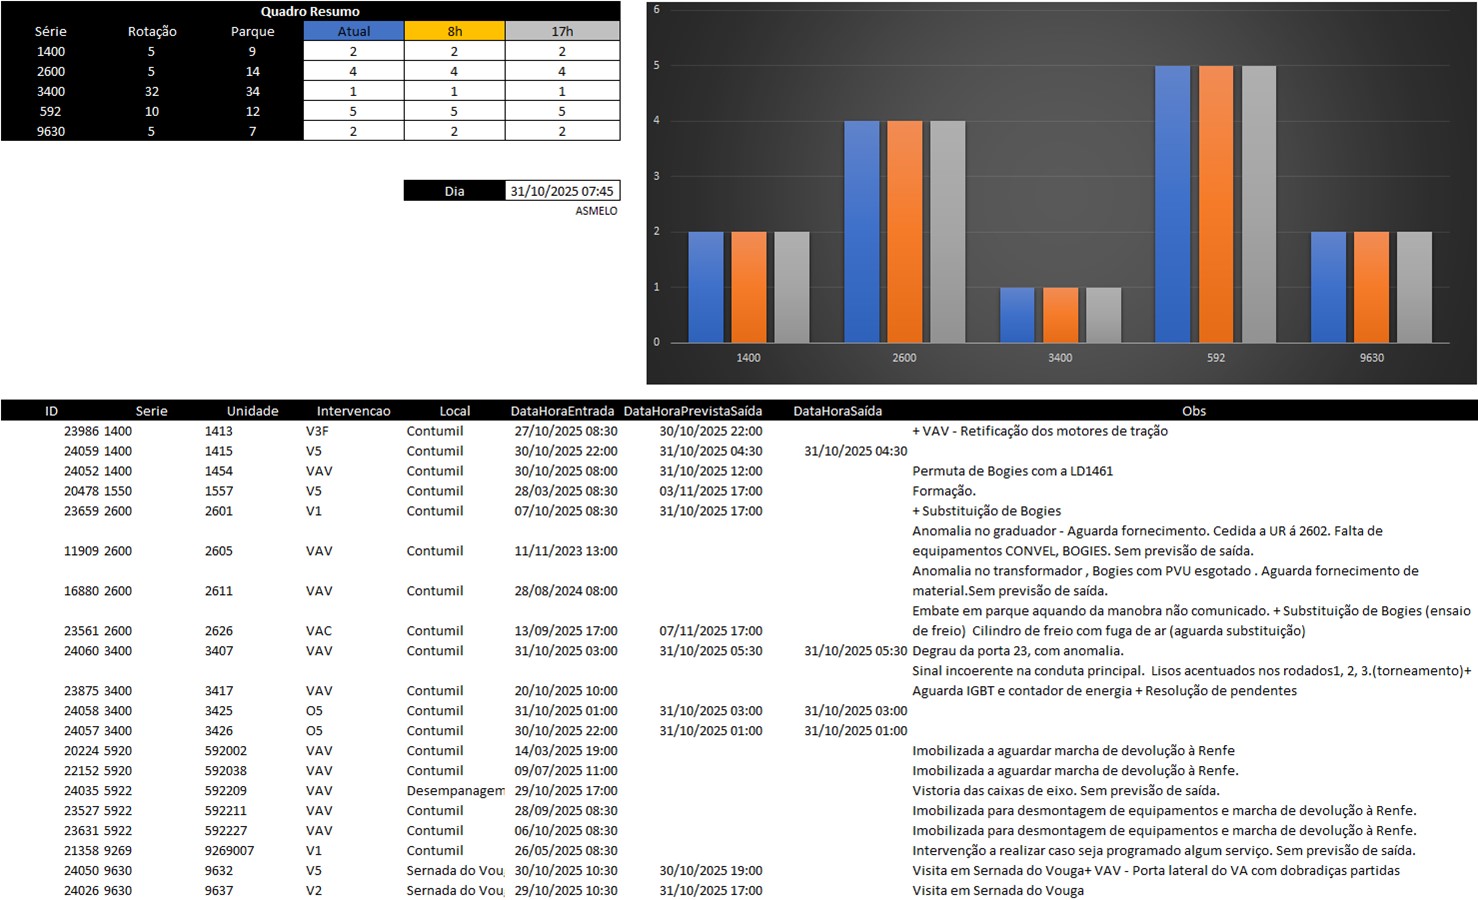 Quadro Resumo
Série Rotação Parque Atual 8h 17h
1400 5 9 2 2 2
2600 5 14 4 4 4
3400 32 34 1 1 1
592 10 12 5 5 5
9630 5 7 2 2 2
Dia 31/10/2025 07:45
ASMELO
6
5
4
3
2
1
0
1400 2600 3400 592 9630
ID Serie Unidade Intervencao Local DataHoraEntrada DataHoraPrevistaSaída DataHoraSaída Obs
23986 1400 1413 V3F Contumil 27/10/2025 08:30 30/10/2025 22:00 + VAV - Retificação dos motores de tração
24059 1400 1415 V5 Contumil 30/10/2025 22:00 31/10/2025 04:30 31/10/2025 04:30
24052 1400 1454 VAV Contumil 30/10/2025 08:00 31/10/2025 12:00 Permuta de Bogies com a LD1461
20478 1550 1557 V5 Contumil 28/03/2025 08:30 03/11/2025 17:00 Formação.
23659 2600 2601 V1 Contumil 07/10/2025 08:30 31/10/2025 17:00 + Substituição de Bogies
Anomalia no graduador - Aguarda fornecimento. Cedida a UR á 2602. Falta de
11909 2600 2605 VAV Contumil 11/11/2023 13:00 equipamentos CONVEL, BOGIES. Sem previsão de saída.
Anomalia no transformador , Bogies com PVU esgotado . Aguarda fornecimento de
16880 2600 2611 VAV Contumil 28/08/2024 08:00 material.Sem previsão de saída.
Embate em parque aquando da manobra não comunicado. + Substituição de Bogies (ensaio
23561 2600 2626 VAC Contumil 13/09/2025 17:00 07/11/2025 17:00 de freio) Cilindro de freio com fuga de ar (aguarda substituição)
24060 3400 3407 VAV Contumil 31/10/2025 03:00 31/10/2025 05:30 31/10/2025 05:30 Degrau da porta 23, com anomalia.
Sinal incoerente na conduta principal. Lisos acentuados nos rodados1, 2, 3.(torneamento)+
23875 3400 3417 VAV Contumil 20/10/2025 10:00 Aguarda IGBT e contador de energia + Resolução de pendentes
24058 3400 3425 O5 Contumil 31/10/2025 01:00 31/10/2025 03:00 31/10/2025 03:00
24057 3400 3426 O5 Contumil 30/10/2025 22:00 31/10/2025 01:00 31/10/2025 01:00
20224 5920 592002 VAV Contumil 14/03/2025 19:00 Imobilizada a aguardar marcha de devolução à Renfe
22152 5920 592038 VAV Contumil 09/07/2025 11:00 Imobilizada a aguardar marcha de devolução à Renfe.
24035 5922 592209 VAV Desempanagem 29/10/2025 17:00 Vistoria das caixas de eixo. Sem previsão de saída.
23527 5922 592211 VAV Contumil 28/09/2025 08:30 Imobilizada para desmontagem de equipamentos e marcha de devolução à Renfe.
23631 5922 592227 VAV Contumil 06/10/2025 08:30 Imobilizada para desmontagem de equipamentos e marcha de devolução à Renfe.
21358 9269 9269007 V1 Contumil 26/05/2025 08:30 Intervenção a realizar caso seja programado algum serviço. Sem previsão de saída.
24050 9630 9632 V5 Sernada do Vou 30/10/2025 10:30 30/10/2025 19:00 Visita em Sernada do Vouga+ VAV - Porta lateral do VA com dobradiças partidas
24026 9630 9637 V2 Sernada do Vou 29/10/2025 10:30 31/10/2025 17:00 Visita em Sernada do Vouga